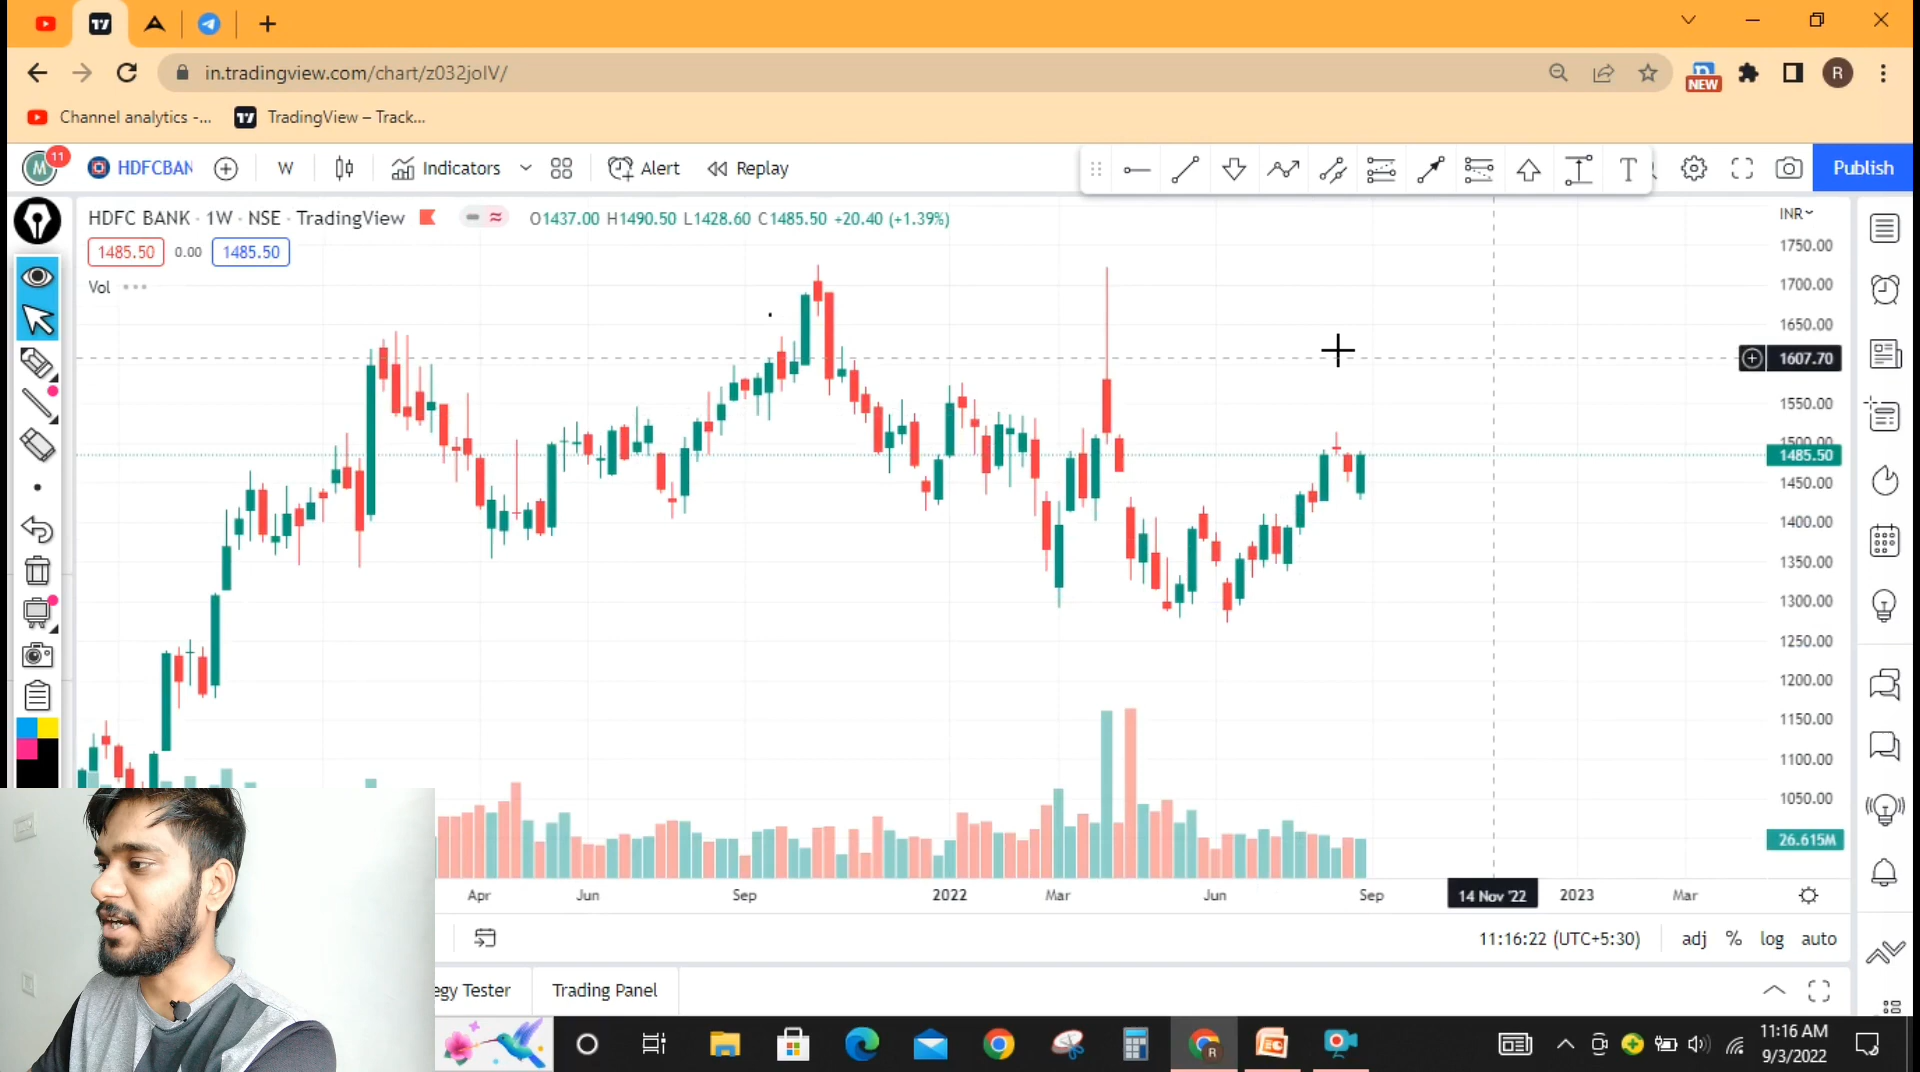 in.tradingview.com/chart/z032joIV/
NEW
R
Channel analytics -...
TradingView – Track...
M
11
HDFCBAN
W
Indicators
Alert
Replay
T
Publish
HDFC BANK · 1W · NSE · TradingView
O1437.00 H1490.50 L1428.60 C1485.50 +20.40 (+1.39%)
INR
1485.50
0.00
1485.50
Vol
1750.00
1700.00
1650.00
1607.70
1550.00
1500.00
1485.50
1450.00
1400.00
1350.00
1300.00
1250.00
1200.00
1150.00
1100.00
1050.00
26.615M
Apr
Jun
Sep
2022
Mar
Jun
Sep
14 Nov '22
2023
Mar
11:16:22 (UTC+5:30)
adj
%
log
auto
egy Tester
Trading Panel
R
11:16 AM
9/3/2022